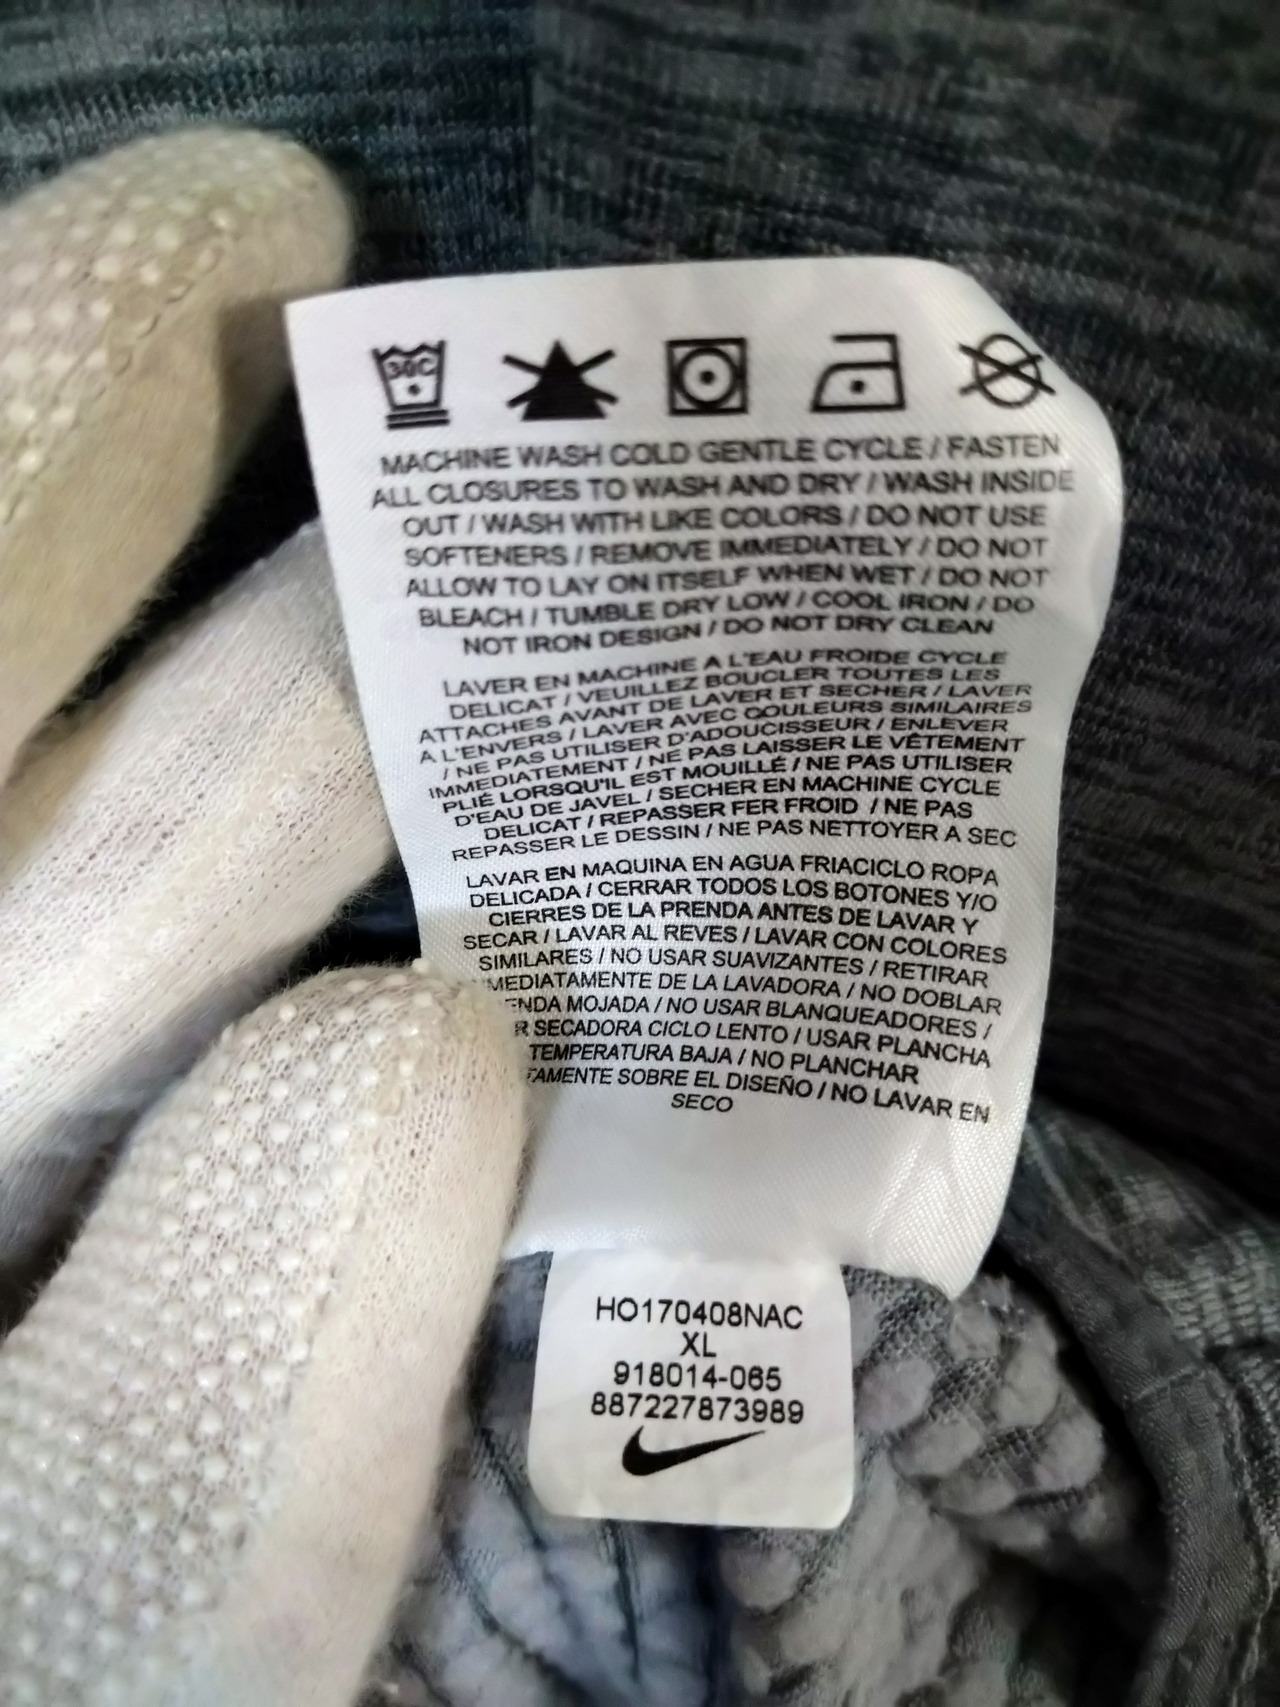 30C
MACHINE WASH COLD GENTLE CYCLE / FASTEN
ALL CLOSURES TO WASH AND DRY / WASH INSIDE
OUT / WASH WITH LIKE COLORS / DO NOT USE
SOFTENERS / REMOVE IMMEDIATELY / DO NOT
ALLOW TO LAY ON ITSELF WHEN WET / DO NOT
BLEACH / TUMBLE DRY LOW / COOL IRON / DO
NOT IRON DESIGN / DO NOT DRY CLEAN
LAVER EN MACHINE A L'EAU FROIDE CYCLE
DELICAT / VEUILLEZ BOUCLER TOUTES LES
ATTACHES AVANT DE LAVER ET SECHER / LAVER
A L'ENVERS / LAVER AVEC COULEURS SIMILAIRES
/ NE PAS UTILISER D'ADOUCISSEUR / ENLEVER
IMMEDIATEMENT / NE PAS LAISSER LE VÊTEMENT
PLIÉ LORSQU'IL EST MOUILLÉ / NE PAS UTILISER
D'EAU DE JAVEL / SECHER EN MACHINE CYCLE
DELICAT / REPASSER FER FROID / NE PAS
REPASSER LE DESSIN / NE PAS NETTOYER A SEC
LAVAR EN MAQUINA EN AGUA FRIACICLO ROPA
DELICADA / CERRAR TODOS LOS BOTONES Y/O
CIERRES DE LA PRENDA ANTES DE LAVAR Y
SECAR / LAVAR AL REVES / LAVAR CON COLORES
SIMILARES / NO USAR SUAVIZANTES / RETIRAR
MEDIATAMENTE DE LA LAVADORA / NO DOBLAR
ENDA MOJADA / NO USAR BLANQUEADORES /
R SECADORA CICLO LENTO / USAR PLANCHA
TEMPERATURA BAJA / NO PLANCHAR
TAMENTE SOBRE EL DISEÑO / NO LAVAR EN
SECO
HO170408NAC
XL
918014-065
887227873989